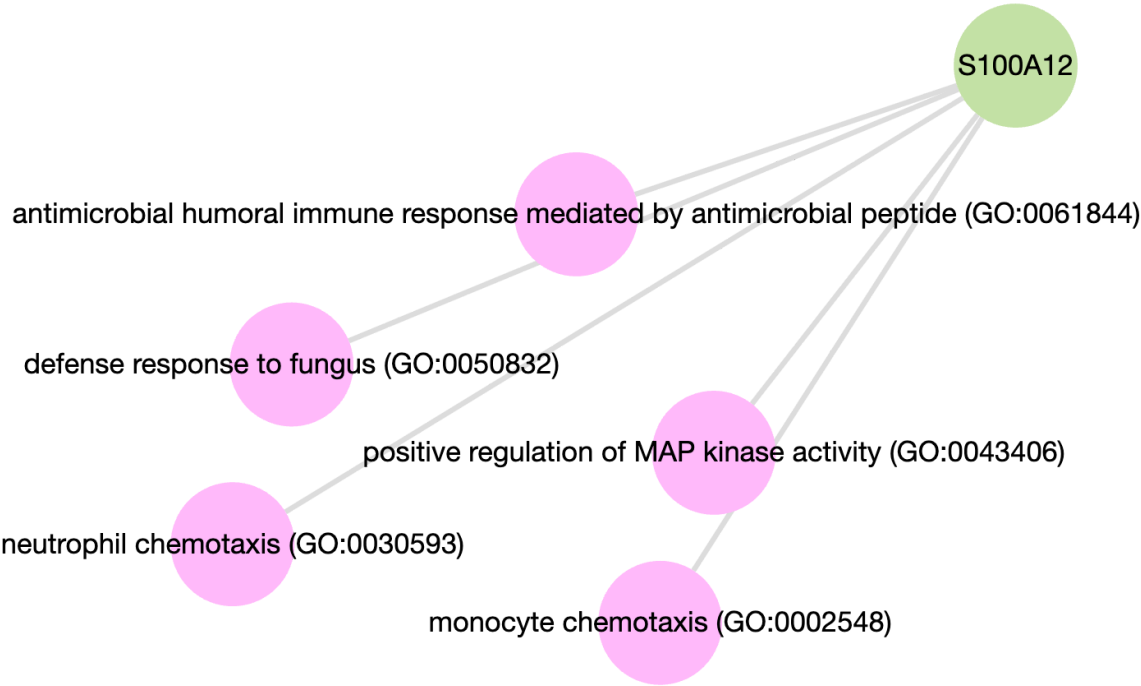 S100A12
antimicrobial humoral immune response mediated by antimicrobial peptide (GO:0061844)
defense response to fungus (GO:0050832)
positive regulation of MAP kinase activity (GO:0043406)
neutrophil chemotaxis (GO:0030593)
monocyte chemotaxis (GO:0002548)